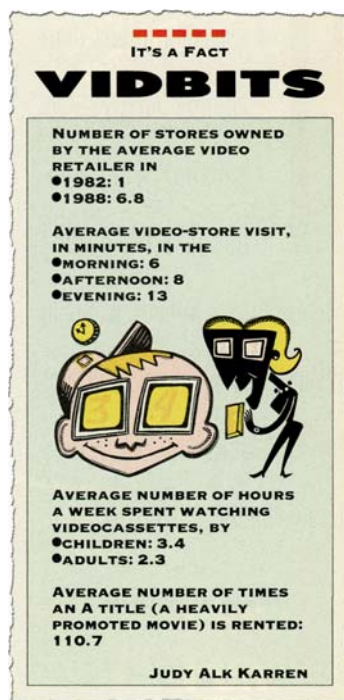 IT'S A FACT
VIDBITS
NUMBER OF STORES OWNED
BY THE AVERAGE VIDEO
RETAILER IN
●1982: 1
●1988: 6.8
AVERAGE VIDEO-STORE VISIT,
IN MINUTES, IN THE
●MORNING: 6
●AFTERNOON: 8
●EVENING: 13
3 4
AVERAGE NUMBER OF HOURS
A WEEK SPENT WATCHING
VIDEOCASSETTES, BY
●CHILDREN: 3.4
●ADULTS: 2.3
AVERAGE NUMBER OF TIMES
AN A TITLE (A HEAVILY
PROMOTED MOVIE) IS RENTED:
110.7
JUDY ALK KARREN